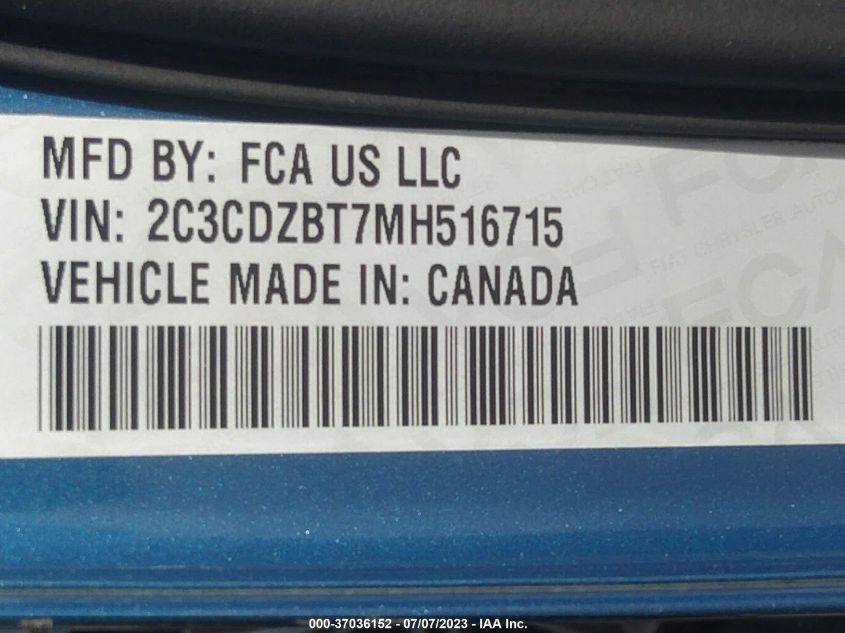 MFD BY: FCA US LLC
VIN: 2C3CDZBT7MH516715
VEHICLE MADE IN: CANADA
000-37036152 - 07/07/2023 - IAA Inc.